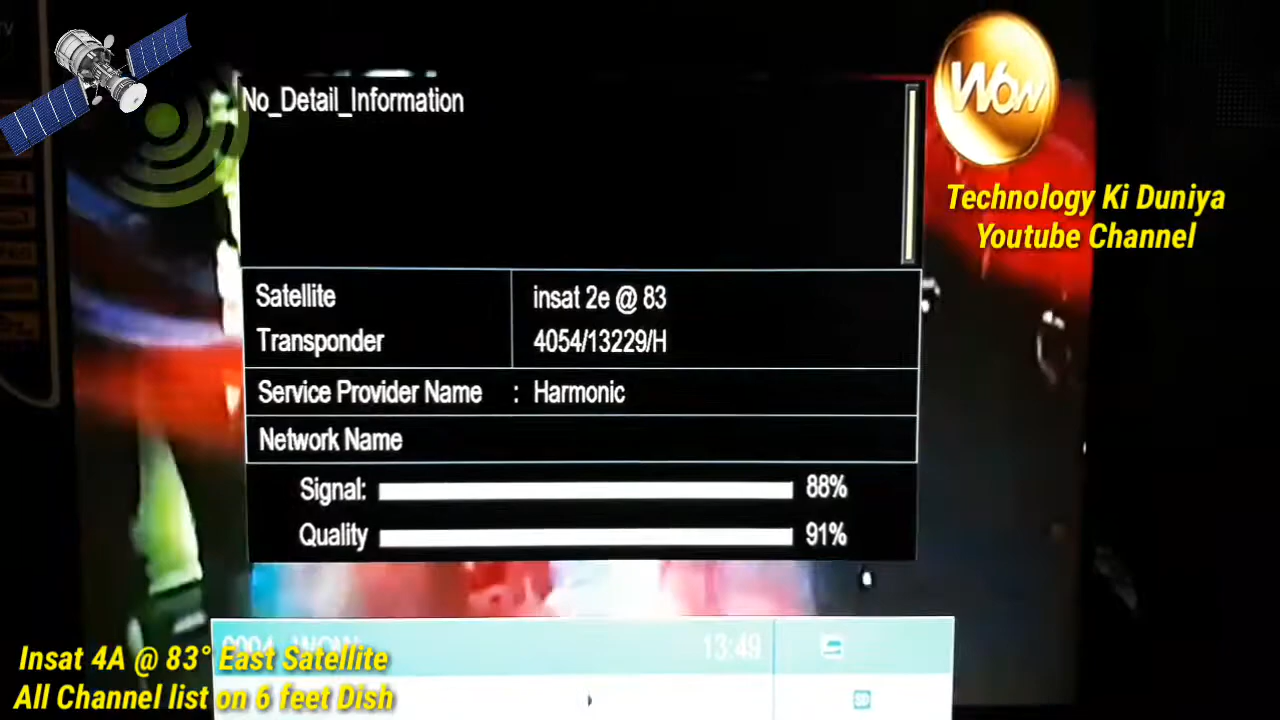 No_Detail_Information
WOW
Technology Ki Duniya
Youtube Channel
Satellite insat 2e @ 83
Transponder 4054/13229/H
Service Provider Name : Harmonic
Network Name
Signal: 88%
Quality 91%
13:49
SD
Insat 4A @ 83° East Satellite
All Channel list on 6 feet Dish